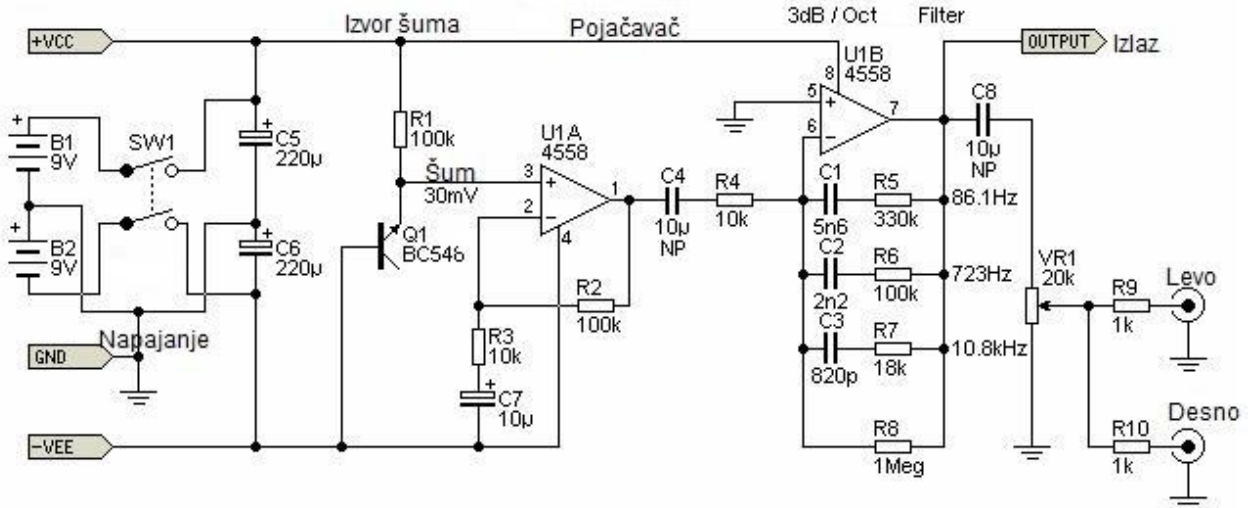 3dB / Oct Filter
Izvor šuma
Pojačavač
+VCC
OUTPUT
Izlaz
U1B
4558
8
5
+
6
−
7
C8
10µ
NP
+
B1
9V
SW1
+
C5
220µ
R1
100k
U1A
4558
Šum
30mV
3
+
2
−
1
4
C4
10µ
NP
R4
10k
C1
5n6
R5
330k
86.1Hz
+
B2
9V
+
C6
220µ
Q1
BC546
C2
2n2
R6
100k
723Hz
VR1
20k
R9
1k
Levo
R2
100k
R3
10k
C3
820p
R7
18k
10.8kHz
Napajanje
GND
+
C7
10µ
R8
1Meg
R10
1k
Desno
−VEE